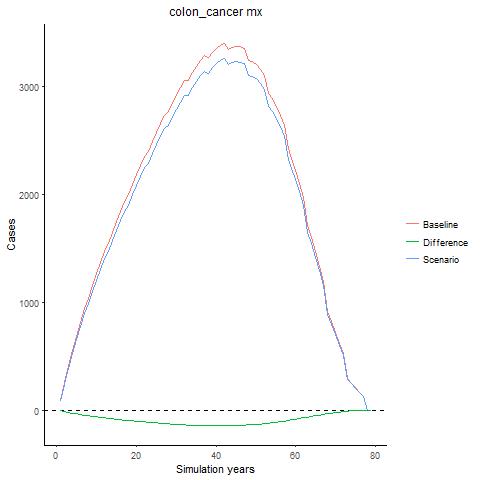 colon_cancer mx
3000
2000
1000
0
Cases
0
20
40
60
80
Simulation years
Baseline
Difference
Scenario